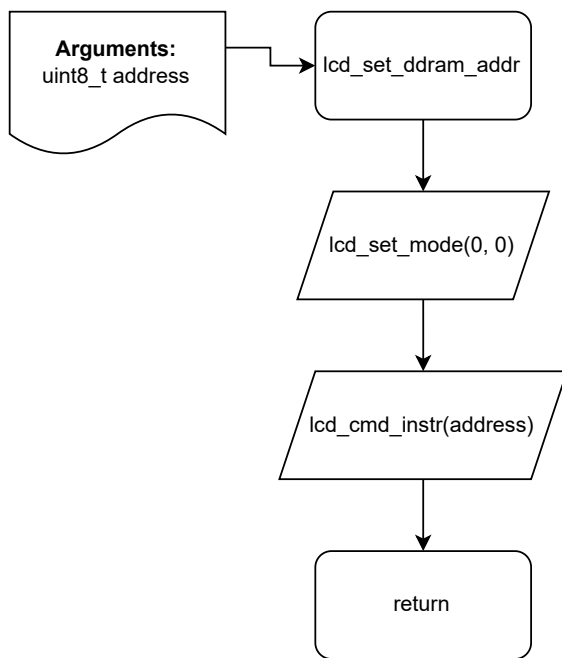 Arguments:
uint8_t address
lcd_set_ddram_addr
lcd_set_mode(0, 0)
lcd_cmd_instr(address)
return